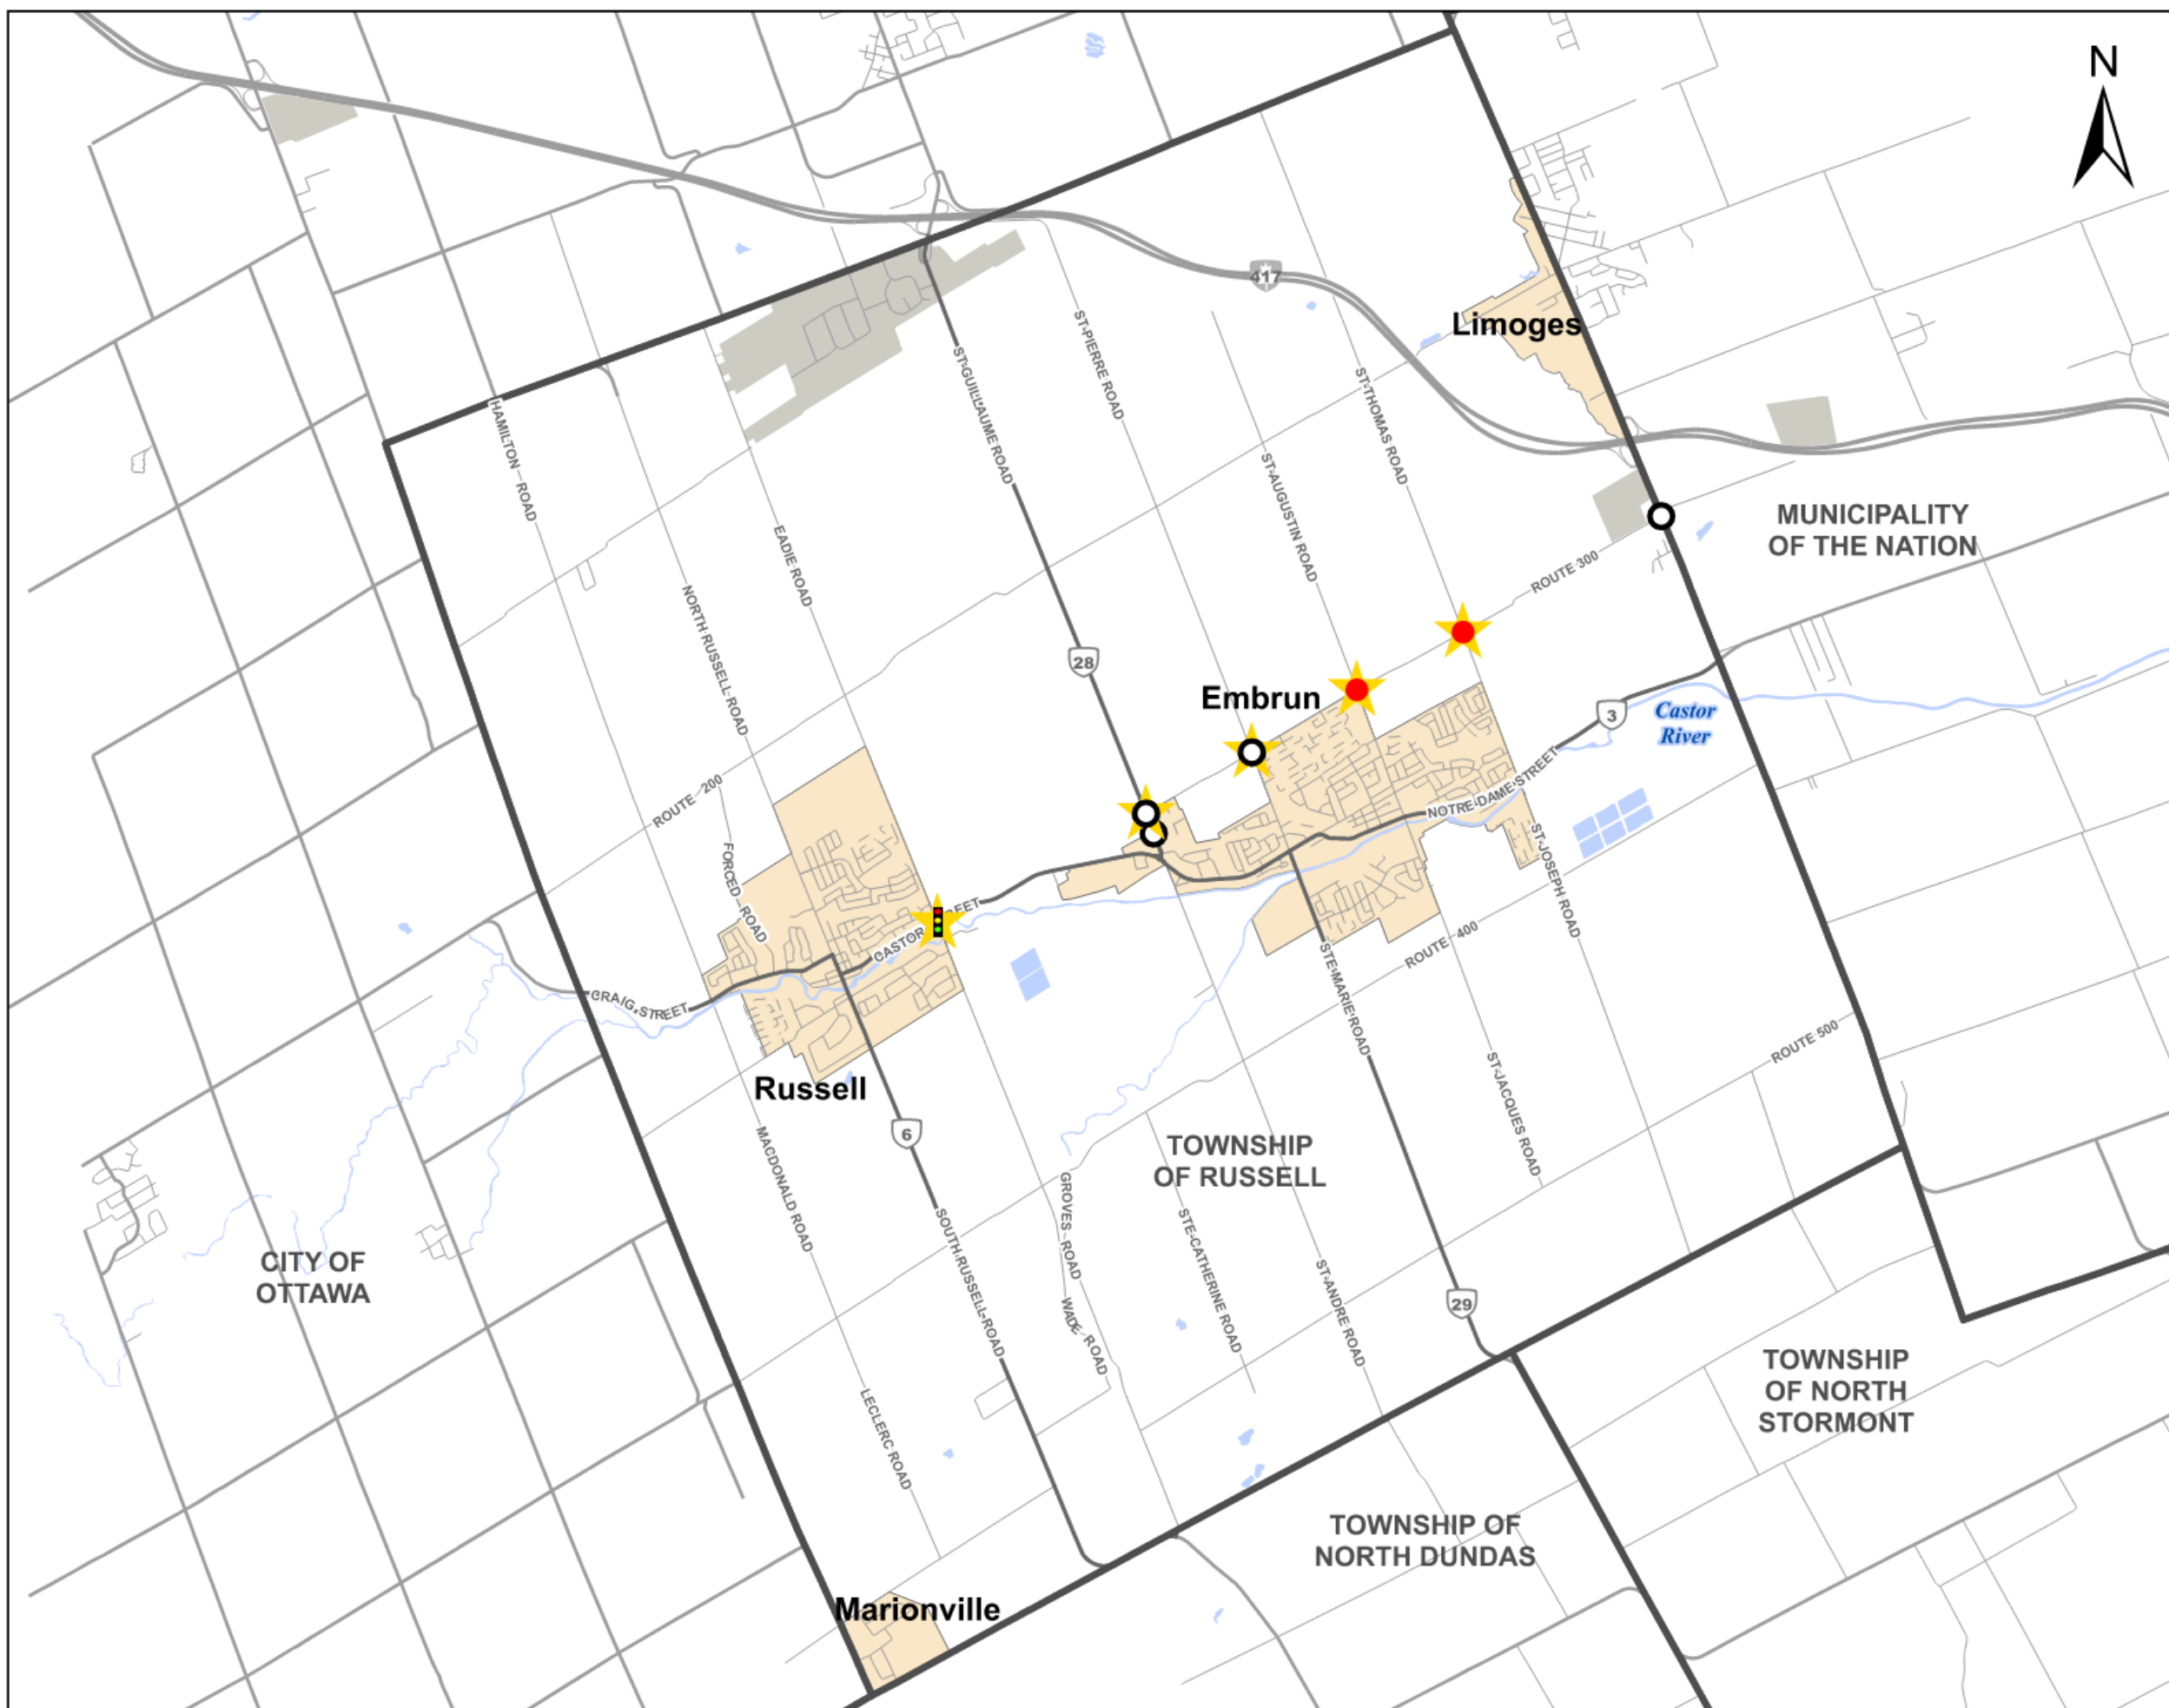 N
417
Limoges
ST-PIERRE ROAD
ST-GUILLAUME ROAD
ST-THOMAS ROAD
HAMILTON ROAD
ST-AUGUSTIN ROAD
MUNICIPALITY
OF THE NATION
EADIE ROAD
ROUTE 300
NORTH RUSSELL ROAD
28
Embrun
3
Castor
River
ROUTE 200
NOTRE-DAME STREET
FORCED ROAD
ST-JOSEPH ROAD
CASTOR REET
ROUTE 400
CRAIG STREET
STE-MARIE ROAD
ROUTE 500
Russell
ST-JACQUES ROAD
6
TOWNSHIP
OF RUSSELL
MACDONALD ROAD
GROVES ROAD
SOUTH RUSSELL ROAD
STE-CATHERINE ROAD
CITY OF
OTTAWA
ST-ANDRE ROAD
29
WADE ROAD
TOWNSHIP
OF NORTH
STORMONT
LECLERC ROAD
TOWNSHIP OF
NORTH DUNDAS
Marionville